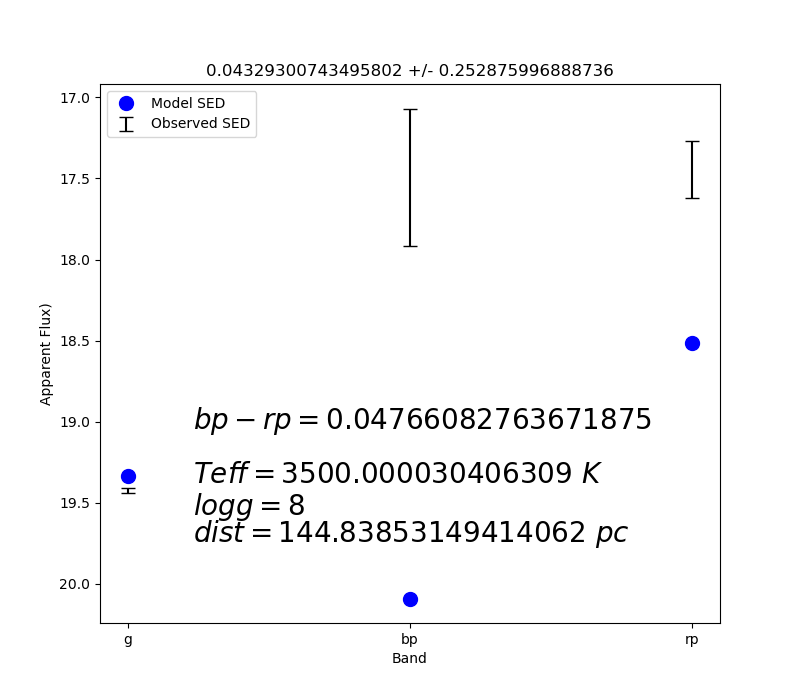 0.04329300743495802 +/- 0.252875996888736
Model SED
Observed SED
17.0
17.5
18.0
18.5
19.0
19.5
20.0
Apparent Flux)
bp − rp = 0.04766082763671875
Teff = 3500.000030406309 K
logg = 8
dist = 144.83853149414062 pc
g bp rp
Band